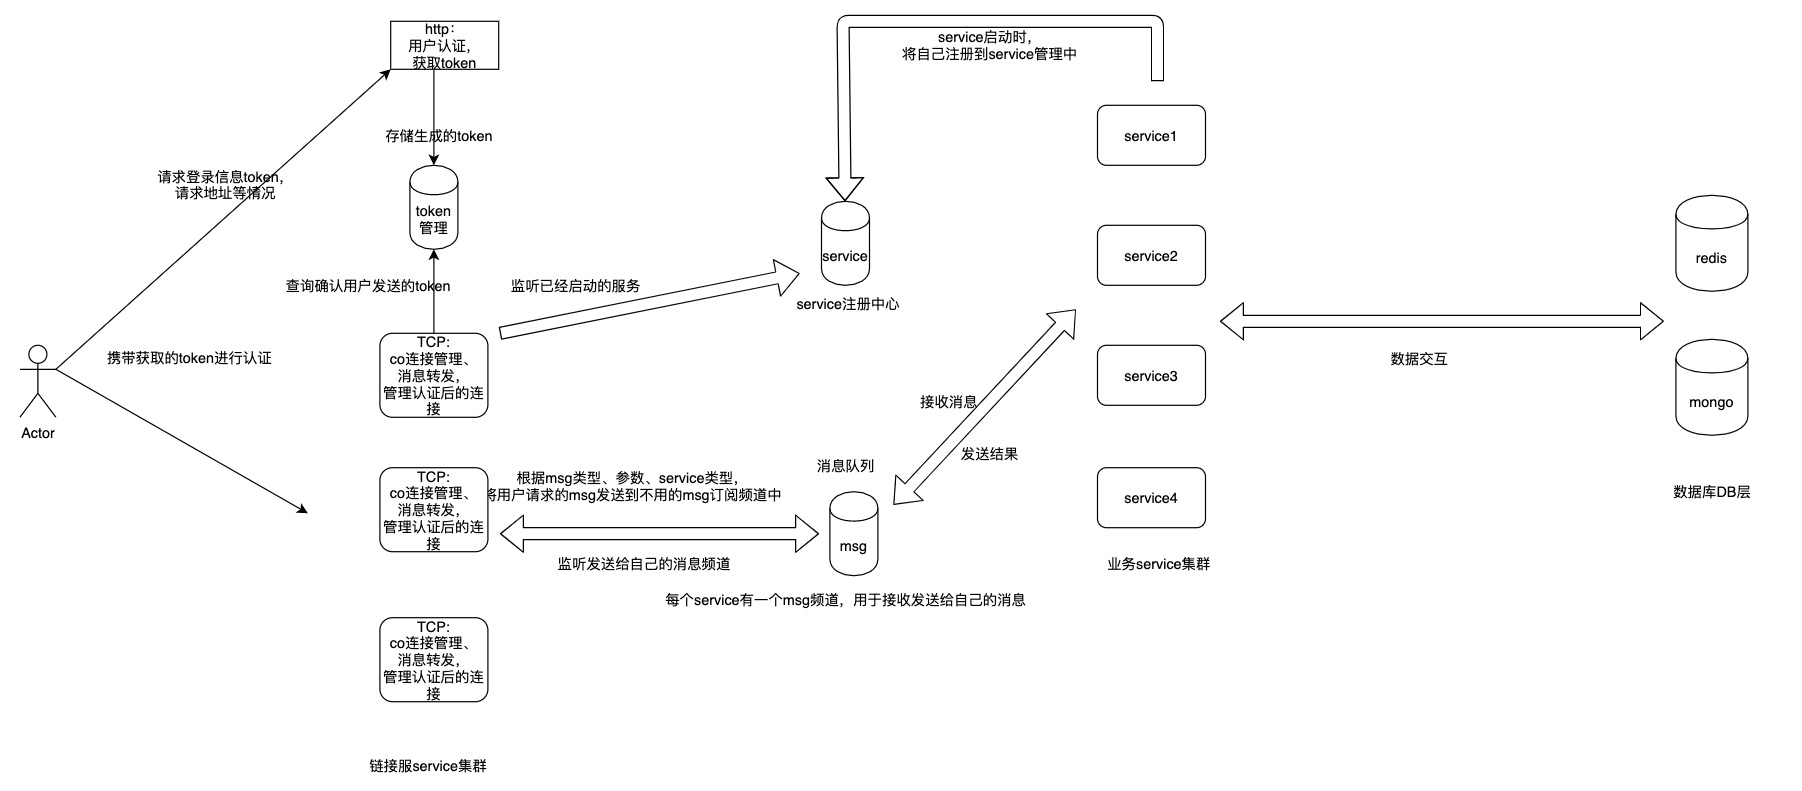 http：
用户认证，
获取token
service启动时，
将自己注册到service管理中
存储生成的token
service1
请求登录信息token，
请求地址等情况
token
管理
service
service注册中心
service2
redis
查询确认用户发送的token
监听已经启动的服务
TCP:
co连接管理、
消息转发，
管理认证后的连
接
携带获取的token进行认证
Actor
数据交互
service3
mongo
接收消息
发送结果
消息队列
TCP:
co连接管理、
消息转发，
管理认证后的连
接
根据msg类型、参数、service类型，
将用户请求的msg发送到不用的msg订阅频道中
监听发送给自己的消息频道
msg
每个service有一个msg频道，用于接收发送给自己的消息
service4
业务service集群
数据库DB层
TCP:
co连接管理、
消息转发，
管理认证后的连
接
链接服service集群